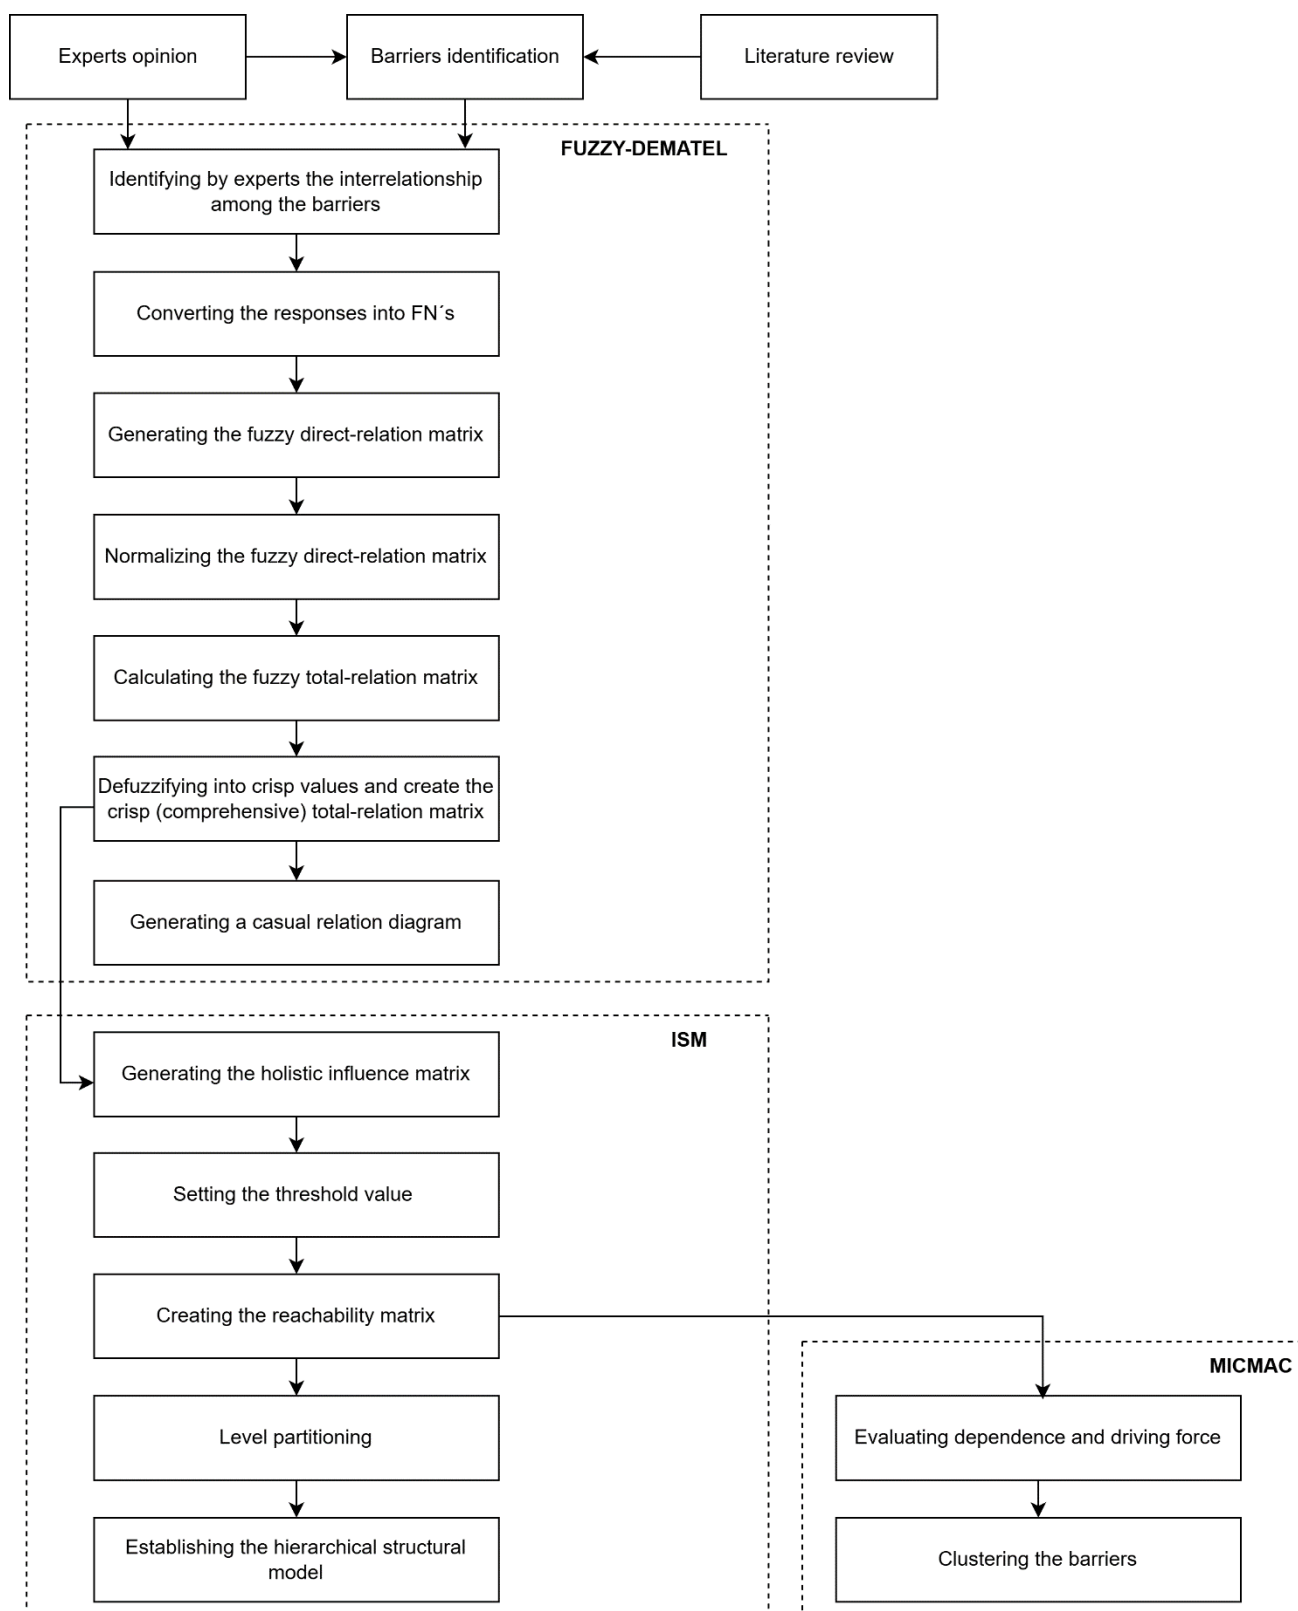 Experts opinion
Barriers identification
Literature review
FUZZY-DEMATEL
Identifying by experts the interrelationship
among the barriers
Converting the responses into FN´s
Generating the fuzzy direct-relation matrix
Normalizing the fuzzy direct-relation matrix
Calculating the fuzzy total-relation matrix
Defuzzifying into crisp values and create the
crisp (comprehensive) total-relation matrix
Generating a casual relation diagram
ISM
Generating the holistic influence matrix
Setting the threshold value
Creating the reachability matrix
Level partitioning
Establishing the hierarchical structural
model
MICMAC
Evaluating dependence and driving force
Clustering the barriers